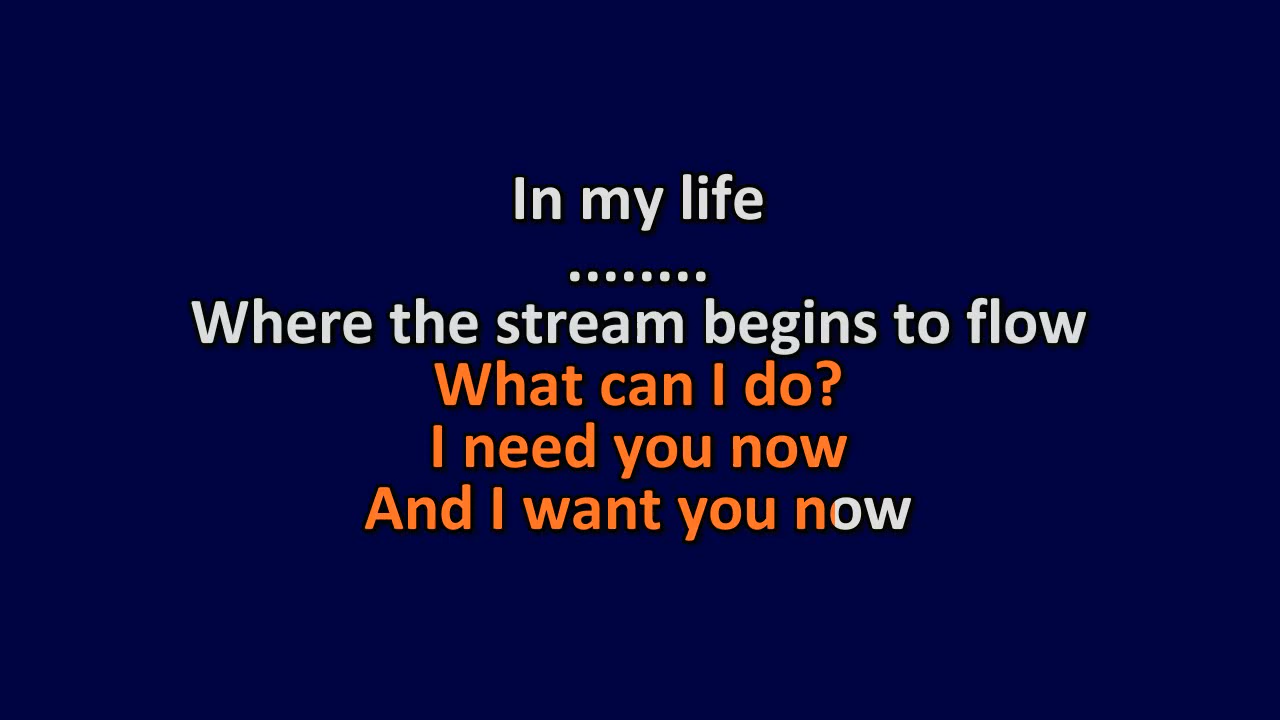 In my life
........
Where the stream begins to flow
What can I do?
I need you now
And I want you now